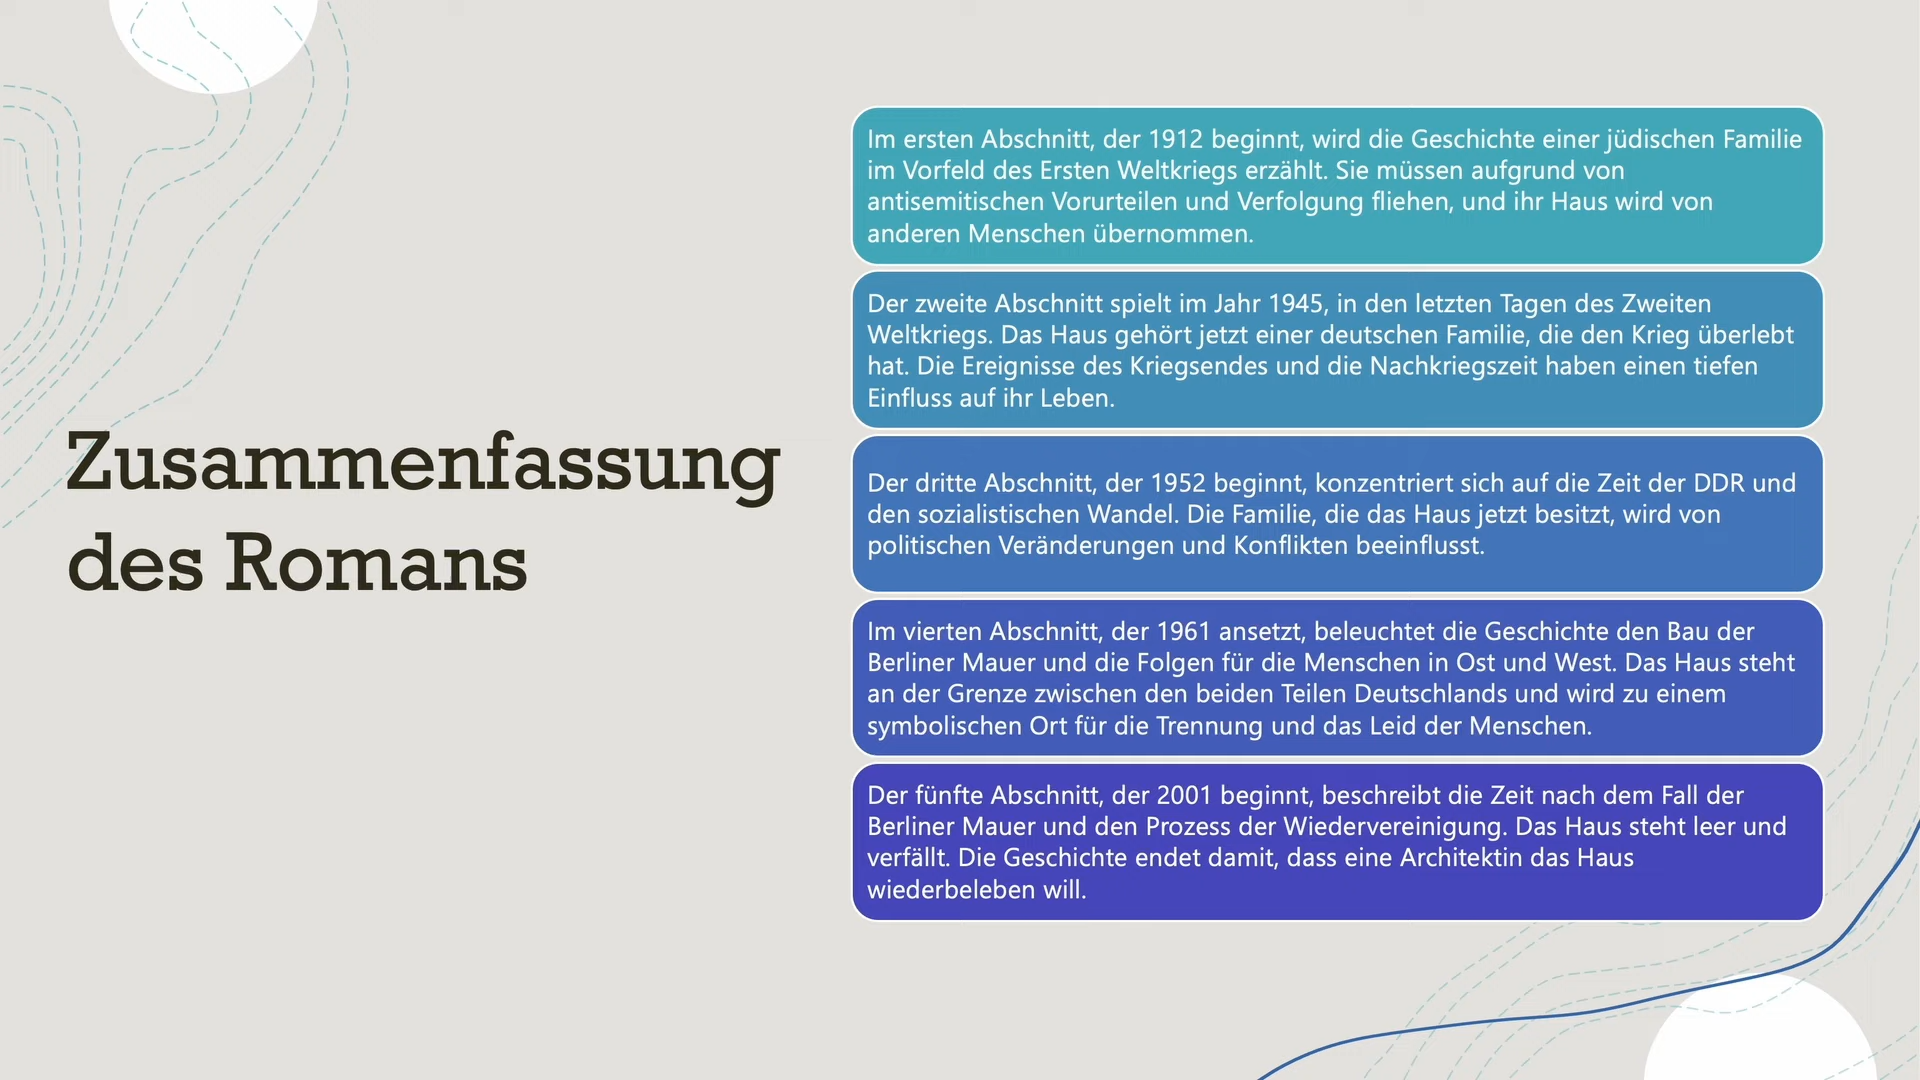 Zusammenfassung
des Romans
Im ersten Abschnitt, der 1912 beginnt, wird die Geschichte einer jüdischen Familie
im Vorfeld des Ersten Weltkriegs erzählt. Sie müssen aufgrund von
antisemitischen Vorurteilen und Verfolgung fliehen, und ihr Haus wird von
anderen Menschen übernommen.
Der zweite Abschnitt spielt im Jahr 1945, in den letzten Tagen des Zweiten
Weltkriegs. Das Haus gehört jetzt einer deutschen Familie, die den Krieg überlebt
hat. Die Ereignisse des Kriegsendes und die Nachkriegszeit haben einen tiefen
Einfluss auf ihr Leben.
Der dritte Abschnitt, der 1952 beginnt, konzentriert sich auf die Zeit der DDR und
den sozialistischen Wandel. Die Familie, die das Haus jetzt besitzt, wird von
politischen Veränderungen und Konflikten beeinflusst.
Im vierten Abschnitt, der 1961 ansetzt, beleuchtet die Geschichte den Bau der
Berliner Mauer und die Folgen für die Menschen in Ost und West. Das Haus steht
an der Grenze zwischen den beiden Teilen Deutschlands und wird zu einem
symbolischen Ort für die Trennung und das Leid der Menschen.
Der fünfte Abschnitt, der 2001 beginnt, beschreibt die Zeit nach dem Fall der
Berliner Mauer und den Prozess der Wiedervereinigung. Das Haus steht leer und
verfällt. Die Geschichte endet damit, dass eine Architektin das Haus
wiederbeleben will.